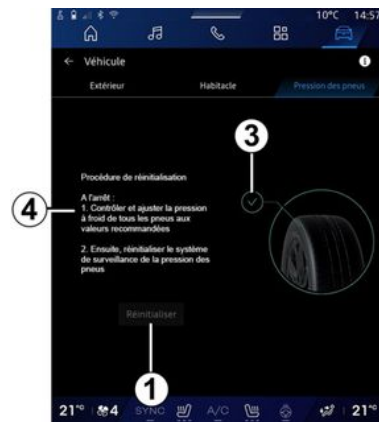 10°C 14:57
Véhicule
Extérieur Habitacle Pression des pneus
3
Procédure de réinitialisation
A l'arrêt :
1. Contrôler et ajuster la pression
à froid de tous les pneus aux
valeurs recommandées
4
2. Ensuite, réinitialiser le système
de surveillance de la pression des
pneus
Réinitialiser
1
21°C 4 SYNC A/C 21°C